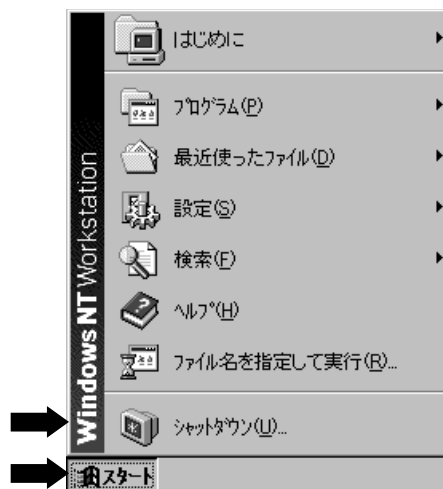 はじめに
ﾌﾟﾛｸﾞﾗﾑ(P)
最近使ったﾌｧｲﾙ(D)
設定(S)
検索(F)
ﾍﾙﾌﾟ(H)
ﾌｧｲﾙ名を指定して実行(R)...
ｼｬｯﾄﾀﾞｳﾝ(U)...
Windows NT Workstation
スタート